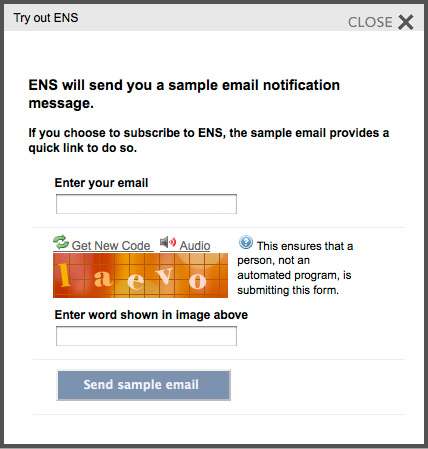 Try out ENS
CLOSE
ENS will send you a sample email notification
message.
If you choose to subscribe to ENS, the sample email provides a
quick link to do so.
Enter your email
Get New Code Audio
laevo
This ensures that a
person, not an
automated program, is
submitting this form.
Enter word shown in image above
Send sample email